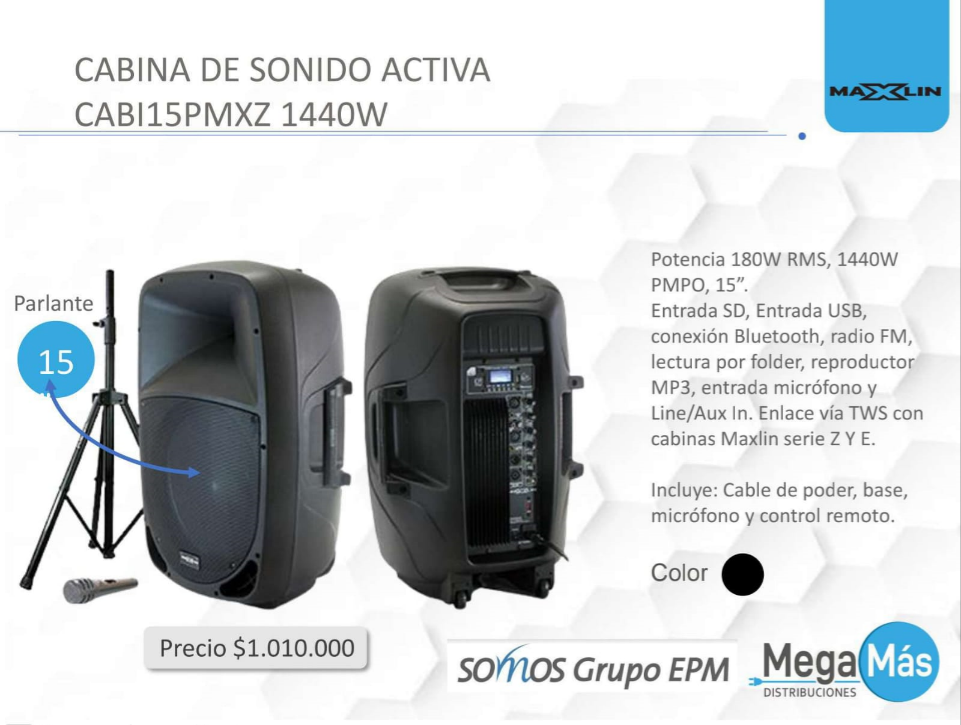 CABINA DE SONIDO ACTIVA
CABI15PMXZ 1440W
MAXLIN
Parlante
15
Potencia 180W RMS, 1440W
PMPO, 15”.
Entrada SD, Entrada USB,
conexión Bluetooth, radio FM,
lectura por folder, reproductor
MP3, entrada micrófono y
Line/Aux In. Enlace vía TWS con
cabinas Maxlin serie Z Y E.
Incluye: Cable de poder, base,
micrófono y control remoto.
Color
Precio $1.010.000
SOMOS Grupo EPM
MegaMás
DISTRIBUCIONES